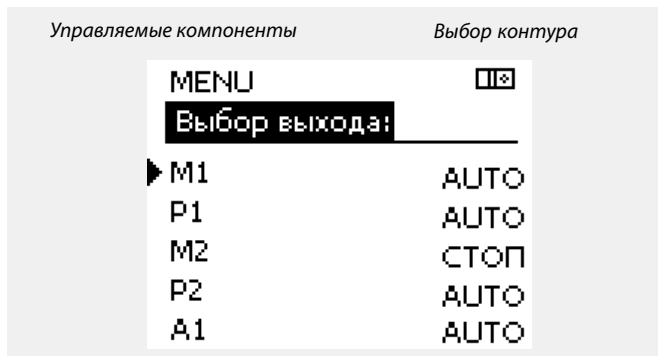 Управляемые компоненты Выбор контура
MENU
Выбор выхода:
M1 AUTO
P1 AUTO
M2 СТОП
P2 AUTO
A1 AUTO